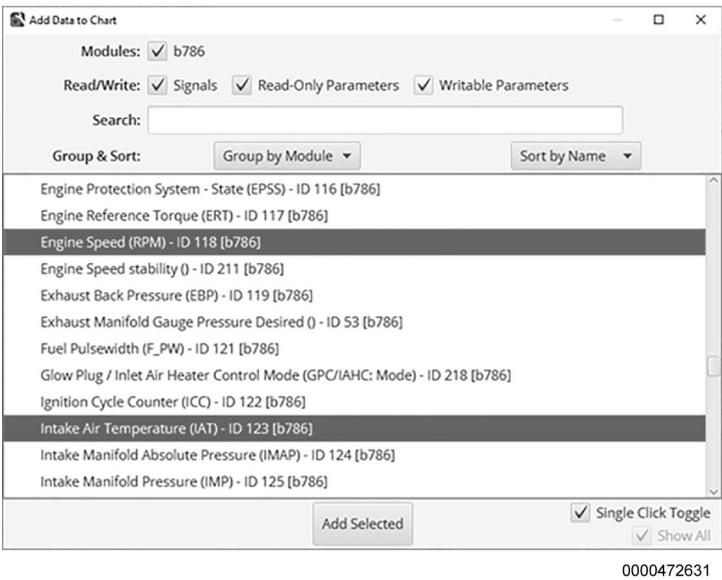 Add Data to Chart
Modules: b786
Read/Write: Signals Read-Only Parameters Writable Parameters
Search:
Group & Sort: Group by Module Sort by Name
Engine Protection System - State (EPSS) - ID 116 [b786]
Engine Reference Torque (ERT) - ID 117 [b786]
Engine Speed (RPM) - ID 118 [b786]
Engine Speed stability () - ID 211 [b786]
Exhaust Back Pressure (EBP) - ID 119 [b786]
Exhaust Manifold Gauge Pressure Desired () - ID 53 [b786]
Fuel Pulsewidth (F_PW) - ID 121 [b786]
Glow Plug / Inlet Air Heater Control Mode (GPC/IAHC: Mode) - ID 218 [b786]
Ignition Cycle Counter (ICC) - ID 122 [b786]
Intake Air Temperature (IAT) - ID 123 [b786]
Intake Manifold Absolute Pressure (IMAP) - ID 124 [b786]
Intake Manifold Pressure (IMP) - ID 125 [b786]
Add Selected
Single Click Toggle
Show All
0000472631